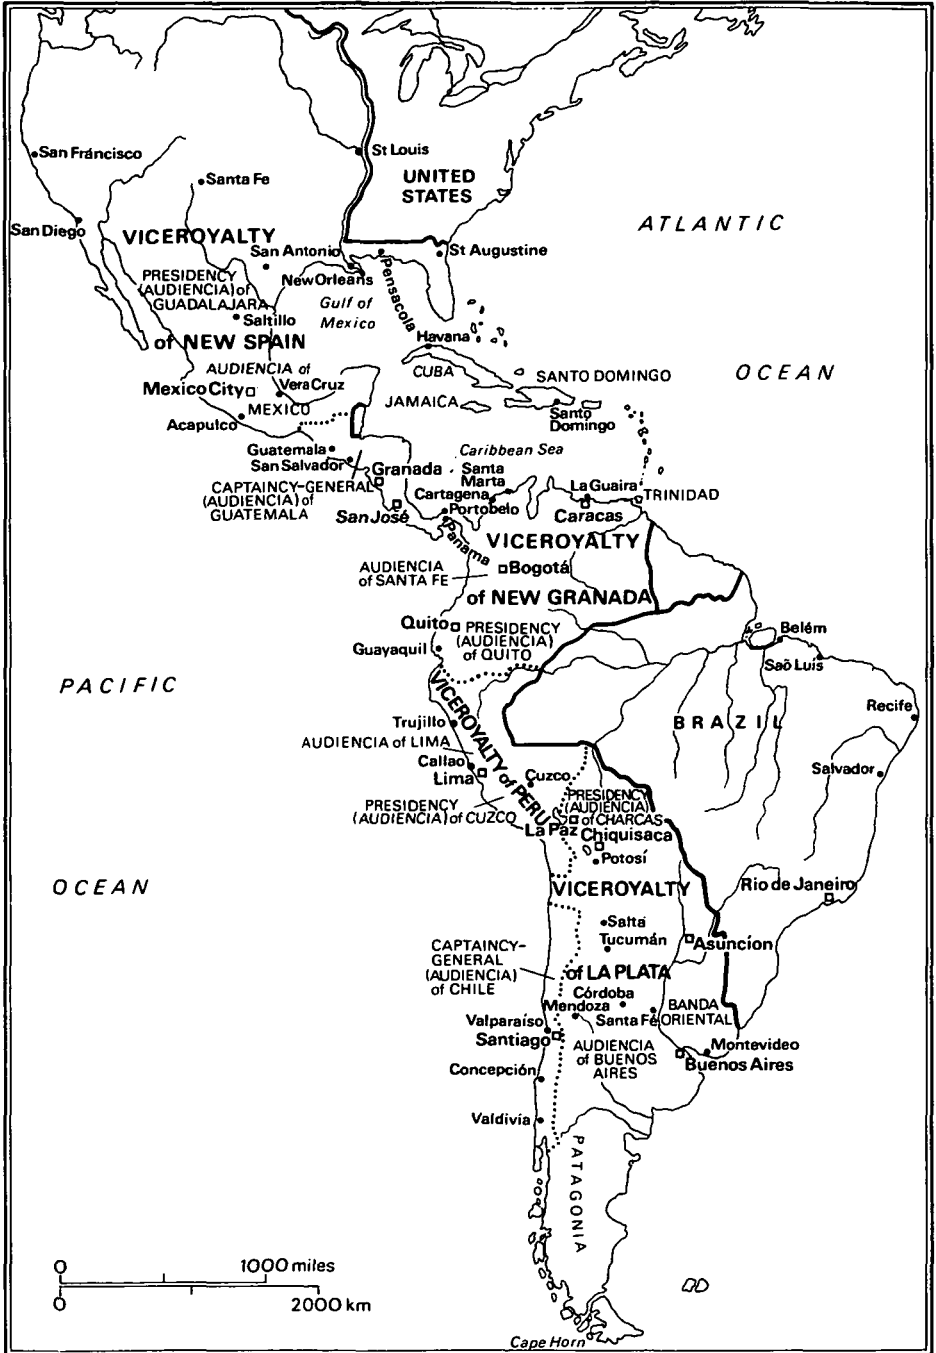 San Fráncisco
St Louis
Santa Fe
UNITED
STATES
San Diego
VICEROYALTY
ATLANTIC
San Antonio
St Augustine
PRESIDENCY
(AUDIENCIA) of
GUADALAJARA
New Orleans
Pensacola
Gulf of
Mexico
Saltillo
of NEW SPAIN
Havana
AUDIENCIA of
CUBA
SANTO DOMINGO
OCEAN
Mexico City
Vera Cruz
MEXICO
JAMAICA
Acapulco
Santo
Domingo
Guatemala
San Salvador
Caribbean Sea
Granada
Santa
Marta
La Guaira
CAPTAINCY-GENERAL
(AUDIENCIA) of
GUATEMALA
Cartagena
Portobelo
TRINIDAD
San José
Caracas
Panama
VICEROYALTY
AUDIENCIA
of SANTA FE
Bogotá
of NEW GRANADA
Quito
PRESIDENCY
(AUDIENCIA)
of QUITO
Belém
Guayaquil
Saõ Luís
PACIFIC
VICEROYALTY of PERU
Recife
Trujillo
BRAZIL
AUDIENCIA of LIMA
Callao
Lima
Cuzco
Salvador
PRESIDENCY
(AUDIENCIA) of CUZCO
PRESIDENCY
(AUDIENCIA)
of CHARCAS
La Paz
Chiquisaca
Potosí
OCEAN
VICEROYALTY
Rio de Janeiro
Salta
Tucumán
Asuncíon
CAPTAINCY-
GENERAL
(AUDIENCIA)
of CHILE
of LA PLATA
Córdoba
Mendoza
Santa Fé
BANDA
ORIENTAL
Valparaíso
Santiago
AUDIENCIA
of BUENOS
AIRES
Montevideo
Buenos Aires
Concepción
Valdivía
PATAGONIA
0 1000 miles
0 2000 km
Cape Horn